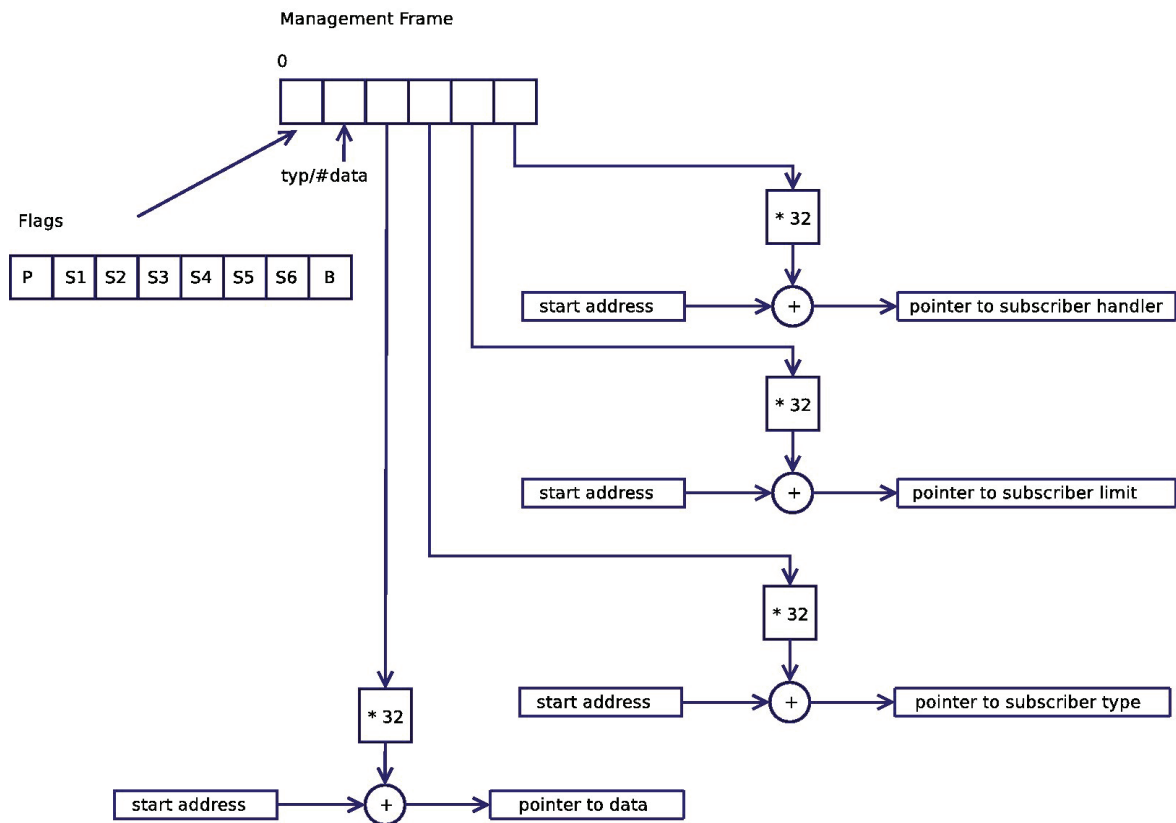 Management Frame
0
typ/#data
Flags
P S1 S2 S3 S4 S5 S6 B
* 32
start address + pointer to subscriber handler
* 32
start address + pointer to subscriber limit
* 32
start address + pointer to subscriber type
* 32
start address + pointer to data